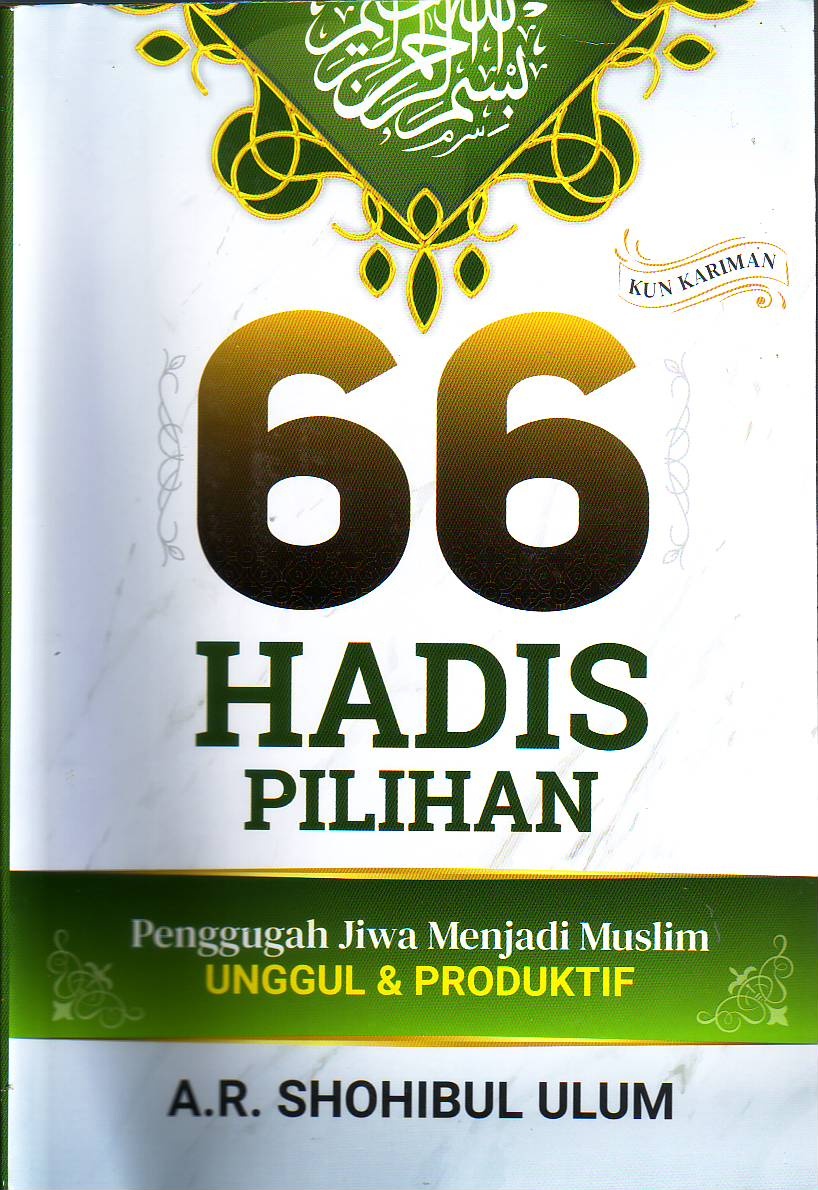 بسم الله الرحمن الرحيم
KUN KARIMAN
66
HADIS
PILIHAN
Penggugah Jiwa Menjadi Muslim
UNGGUL & PRODUKTIF
A.R. SHOHIBUL ULUM